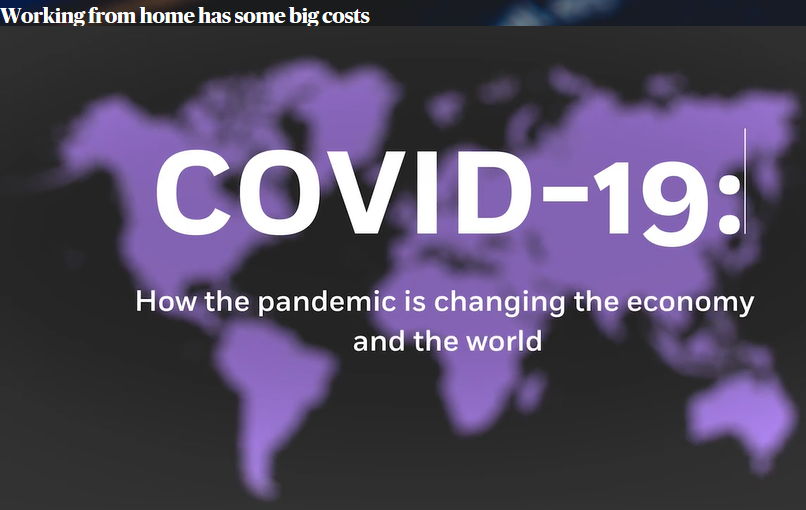 Working from home has some big costs
COVID-19:
How the pandemic is changing the economy
and the world